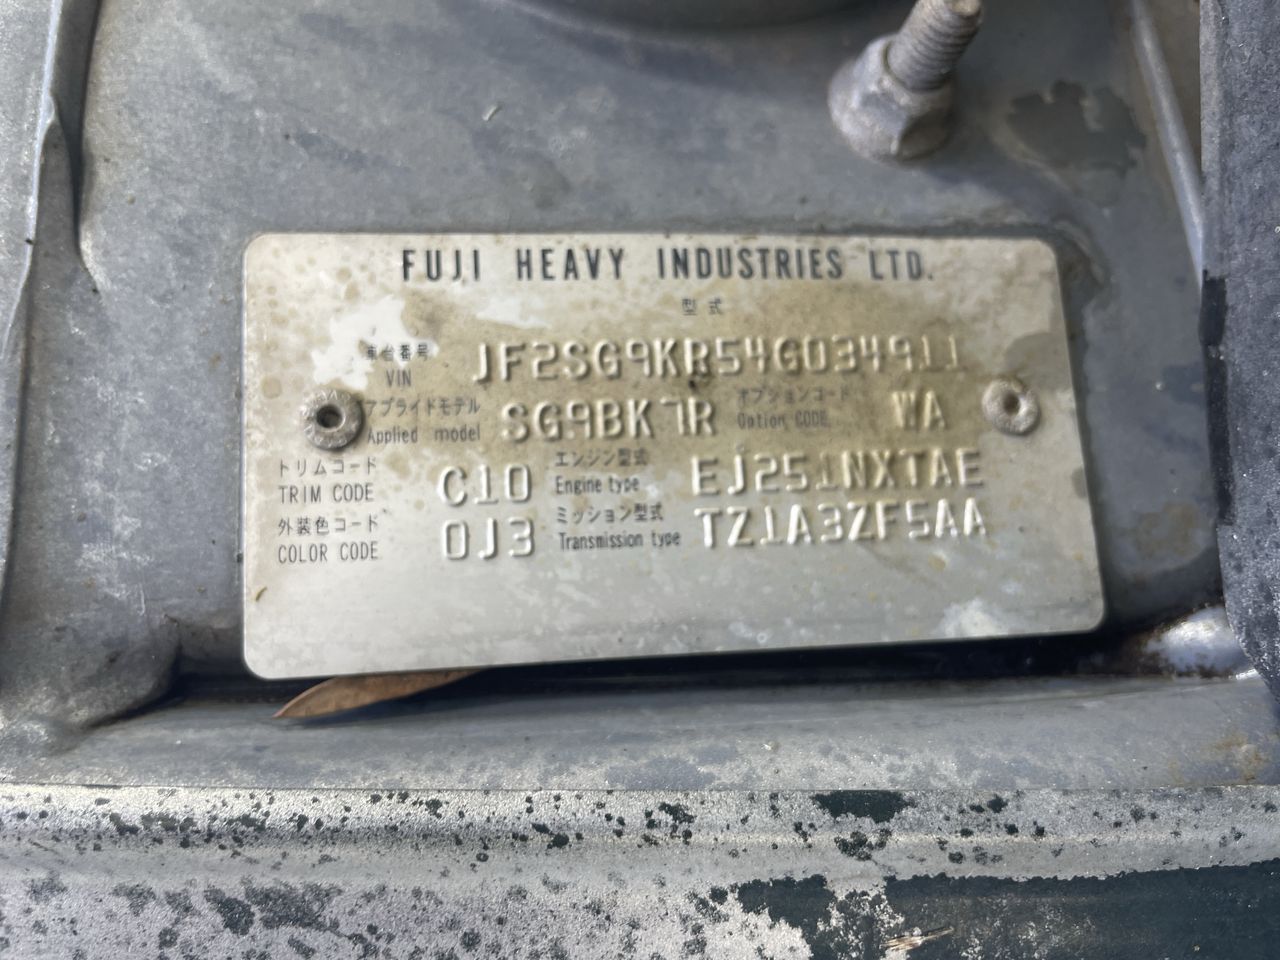 FUJI HEAVY INDUSTRIES LTD.
型式
車台番号 VIN JF2SG9KR54G034911
アプライドモデル Applied model SG9BK7R オプションコード Option CODE WA
トリムコード TRIM CODE C10 エンジン型式 Engine type EJ251NXTAE
外装色コード COLOR CODE 0J3 ミッション型式 Transmission type TZ1A3ZF5AA